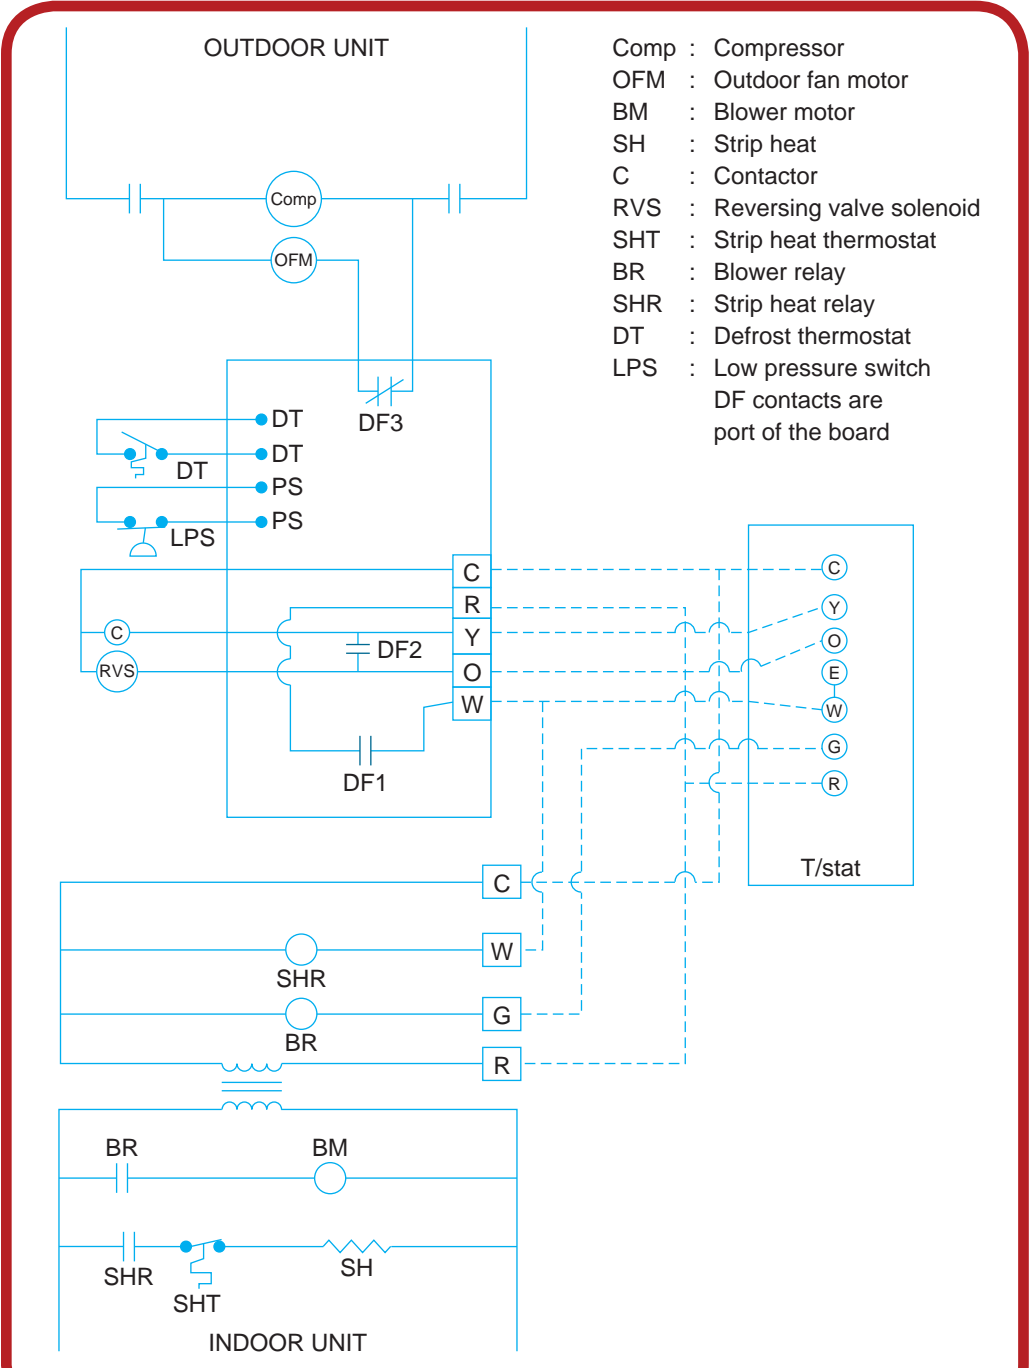 OUTDOOR UNIT
Comp : Compressor
OFM : Outdoor fan motor
BM : Blower motor
SH : Strip heat
C : Contactor
RVS : Reversing valve solenoid
SHT : Strip heat thermostat
BR : Blower relay
SHR : Strip heat relay
DT : Defrost thermostat
LPS : Low pressure switch
DF contacts are
port of the board
Comp
OFM
DF3
DT
DT
DT
PS
PS
LPS
C
R
Y
O
W
C
RVS
DF2
DF1
C
Y
O
E
W
G
R
T/stat
C
W
SHR
G
BR
R
BR
BM
SHR
SHT
SH
INDOOR UNIT